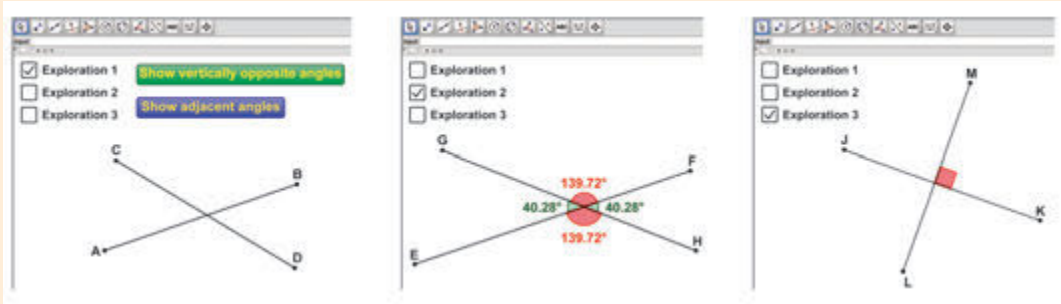 Exploration 1
Exploration 2
Exploration 3
Show vertically opposite angles
Show adjacent angles
C
B
A
D
Exploration 1
Exploration 2
Exploration 3
G
F
139.72°
40.28°
40.28°
139.72°
E
H
Exploration 1
Exploration 2
Exploration 3
M
J
K
L